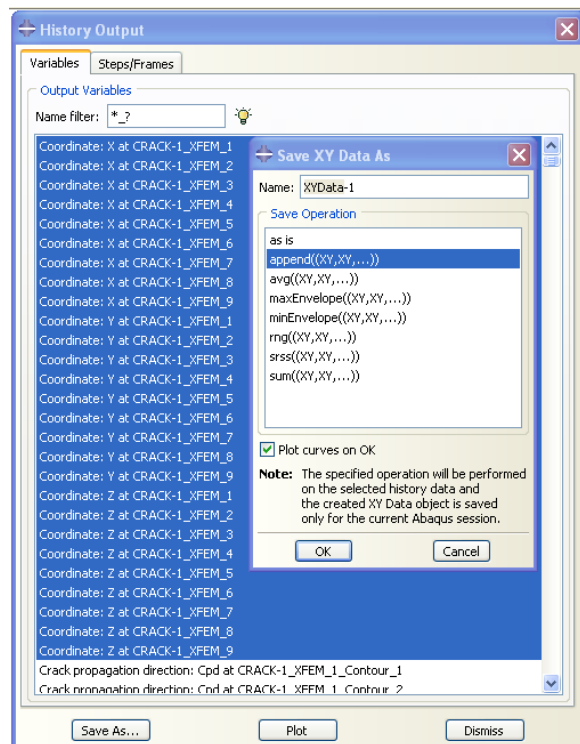 History Output
Variables
Steps/Frames
Output Variables
Name filter: *_?
Coordinate: X at CRACK-1_XFEM_1
Coordinate: X at CRACK-1_XFEM_2
Coordinate: X at CRACK-1_XFEM_3
Coordinate: X at CRACK-1_XFEM_4
Coordinate: X at CRACK-1_XFEM_5
Coordinate: X at CRACK-1_XFEM_6
Coordinate: X at CRACK-1_XFEM_7
Coordinate: X at CRACK-1_XFEM_8
Coordinate: X at CRACK-1_XFEM_9
Coordinate: Y at CRACK-1_XFEM_1
Coordinate: Y at CRACK-1_XFEM_2
Coordinate: Y at CRACK-1_XFEM_3
Coordinate: Y at CRACK-1_XFEM_4
Coordinate: Y at CRACK-1_XFEM_5
Coordinate: Y at CRACK-1_XFEM_6
Coordinate: Y at CRACK-1_XFEM_7
Coordinate: Y at CRACK-1_XFEM_8
Coordinate: Y at CRACK-1_XFEM_9
Coordinate: Z at CRACK-1_XFEM_1
Coordinate: Z at CRACK-1_XFEM_2
Coordinate: Z at CRACK-1_XFEM_3
Coordinate: Z at CRACK-1_XFEM_4
Coordinate: Z at CRACK-1_XFEM_5
Coordinate: Z at CRACK-1_XFEM_6
Coordinate: Z at CRACK-1_XFEM_7
Coordinate: Z at CRACK-1_XFEM_8
Coordinate: Z at CRACK-1_XFEM_9
Crack propagation direction: Cpd at CRACK-1_XFEM_1_Contour_1
Crack propagation direction: Cpd at CRACK-1_XFEM_1_Contour_2
Save As...
Plot
Dismiss
Save XY Data As
Name: XYData-1
Save Operation
as is
append((XY,XY,...))
avg((XY,XY,...))
maxEnvelope((XY,XY,...))
minEnvelope((XY,XY,...))
rng((XY,XY,...))
srss((XY,XY,...))
sum((XY,XY,...))
Plot curves on OK
Note: The specified operation will be performed
on the selected history data and
the created XY Data object is saved
only for the current Abaqus session.
OK
Cancel